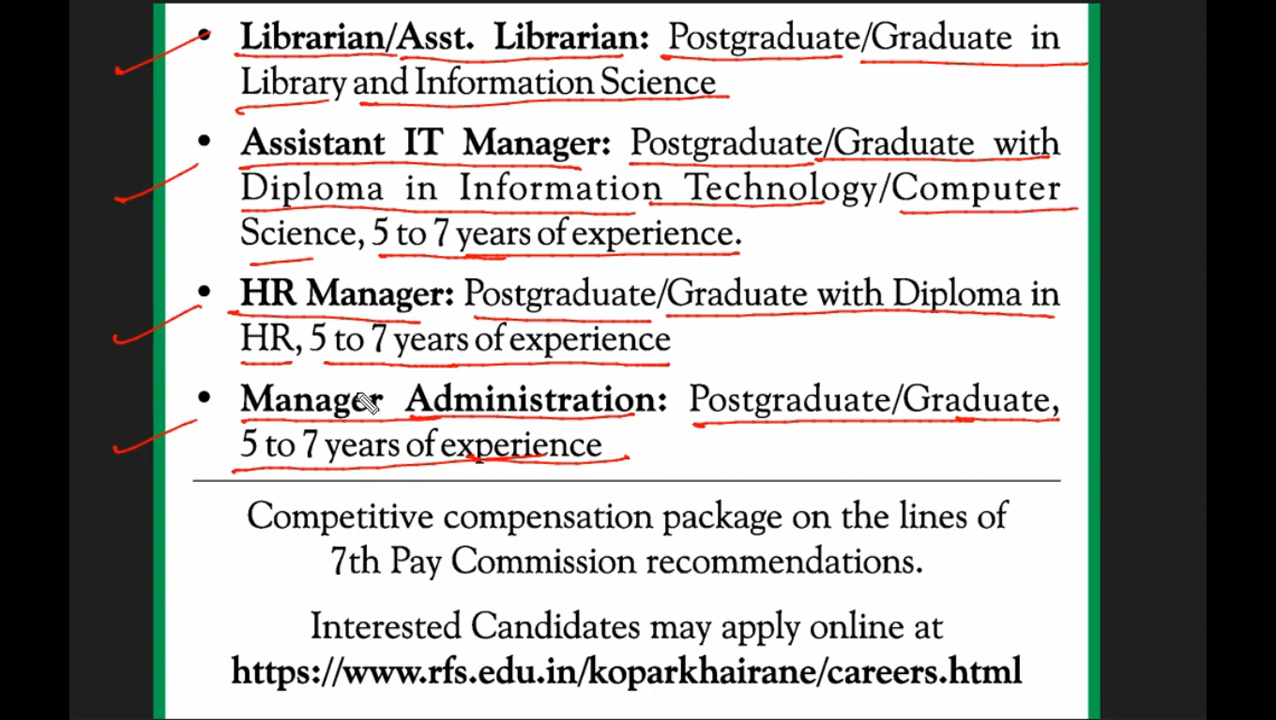 • Librarian/Asst. Librarian: Postgraduate/Graduate in
Library and Information Science
• Assistant IT Manager: Postgraduate/Graduate with
Diploma in Information Technology/Computer
Science, 5 to 7 years of experience.
• HR Manager: Postgraduate/Graduate with Diploma in
HR, 5 to 7 years of experience
• Manager Administration: Postgraduate/Graduate,
5 to 7 years of experience
Competitive compensation package on the lines of
7th Pay Commission recommendations.
Interested Candidates may apply online at
https://www.rfs.edu.in/koparkhairane/careers.html